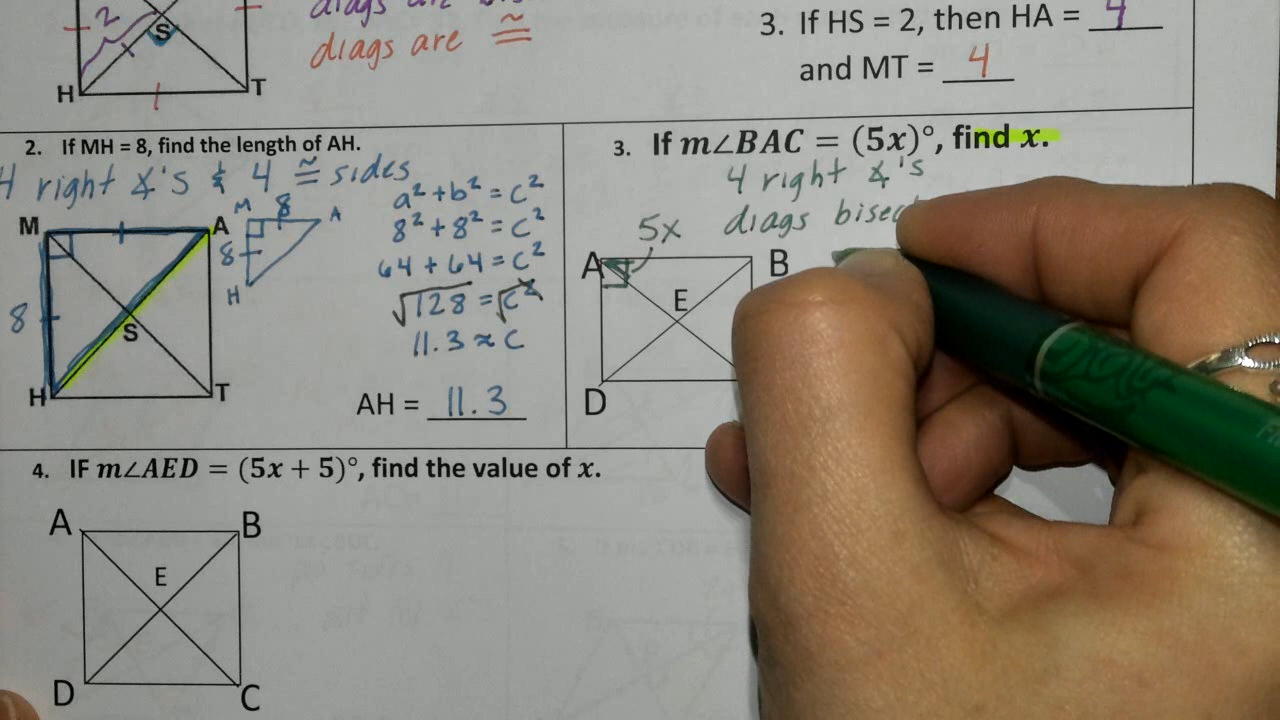 2
S
H
T
diags are
diags are ≅
3. If HS = 2, then HA = 4
and MT = 4
2. If MH = 8, find the length of AH.
4 right ∡'s & 4 ≅ sides
M
A
8
S
H
T
M 8 A
8
H
a² + b² = c²
8² + 8² = c²
64 + 64 = c²
√128 = √c²
11.3 ≈ c
AH = 11.3
3. If m∠BAC = (5x)°, find x.
4 right ∡'s
diags
5x
A
B
E
D
4. IF m∠AED = (5x + 5)°, find the value of x.
A
B
E
D
C